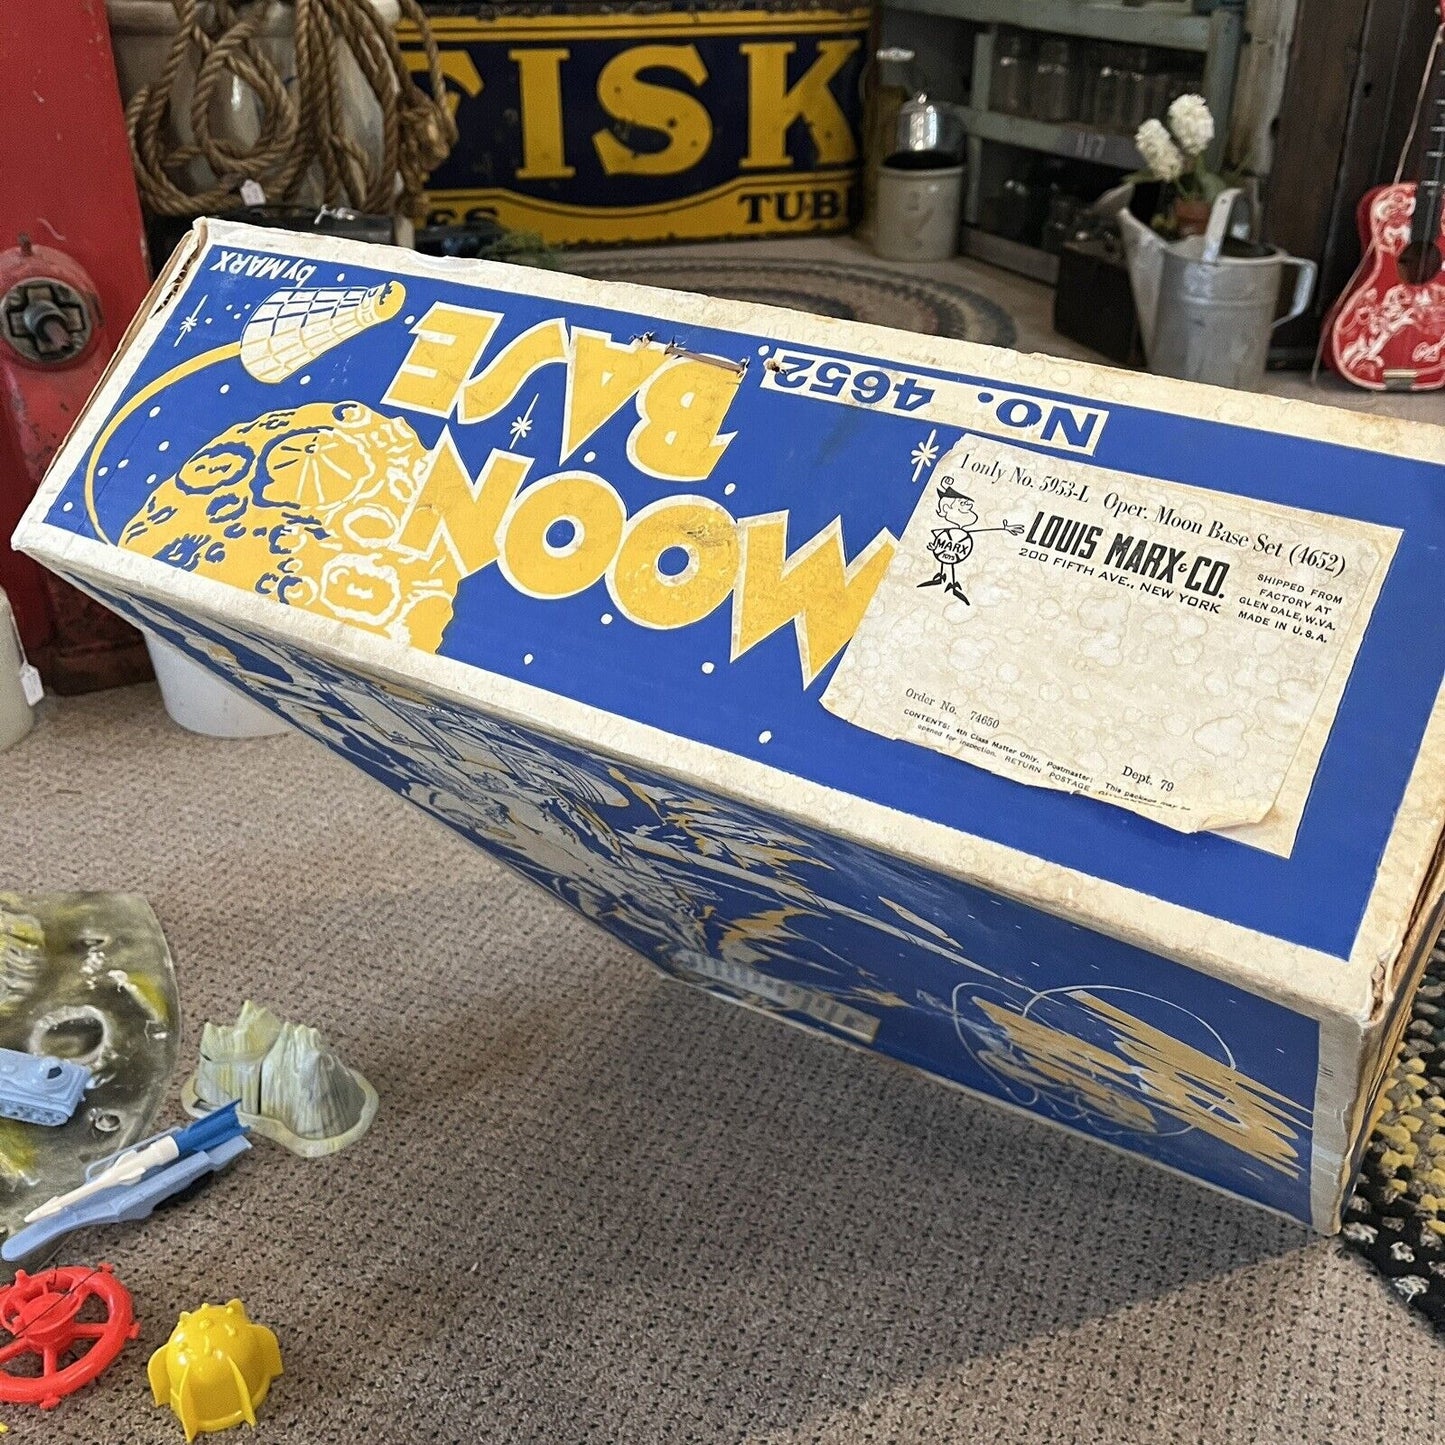 FISK
TUB
by MARX
MOON
BASE
NO. 4652
1 only No. 5953-L Oper. Moon Base Set (4652)
MARX
TOYS
LOUIS MARX & CO.
200 FIFTH AVE., NEW YORK
SHIPPED FROM
FACTORY AT
GLEN DALE, W.VA.
MADE IN U.S.A.
Order No. 74650
CONTENTS: 4th Class Matter Only. Postmaster: This package may be
opened for inspection. RETURN POSTAGE
Dept. 79